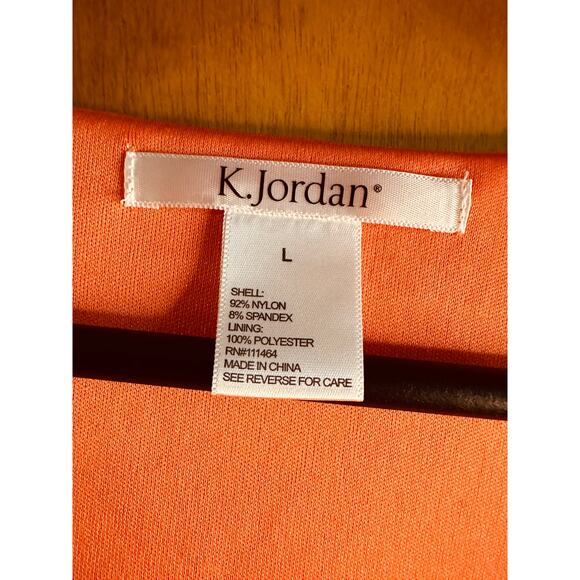 K.Jordan®
L
SHELL:
92% NYLON
8% SPANDEX
LINING:
100% POLYESTER
RN#111464
MADE IN CHINA
SEE REVERSE FOR CARE